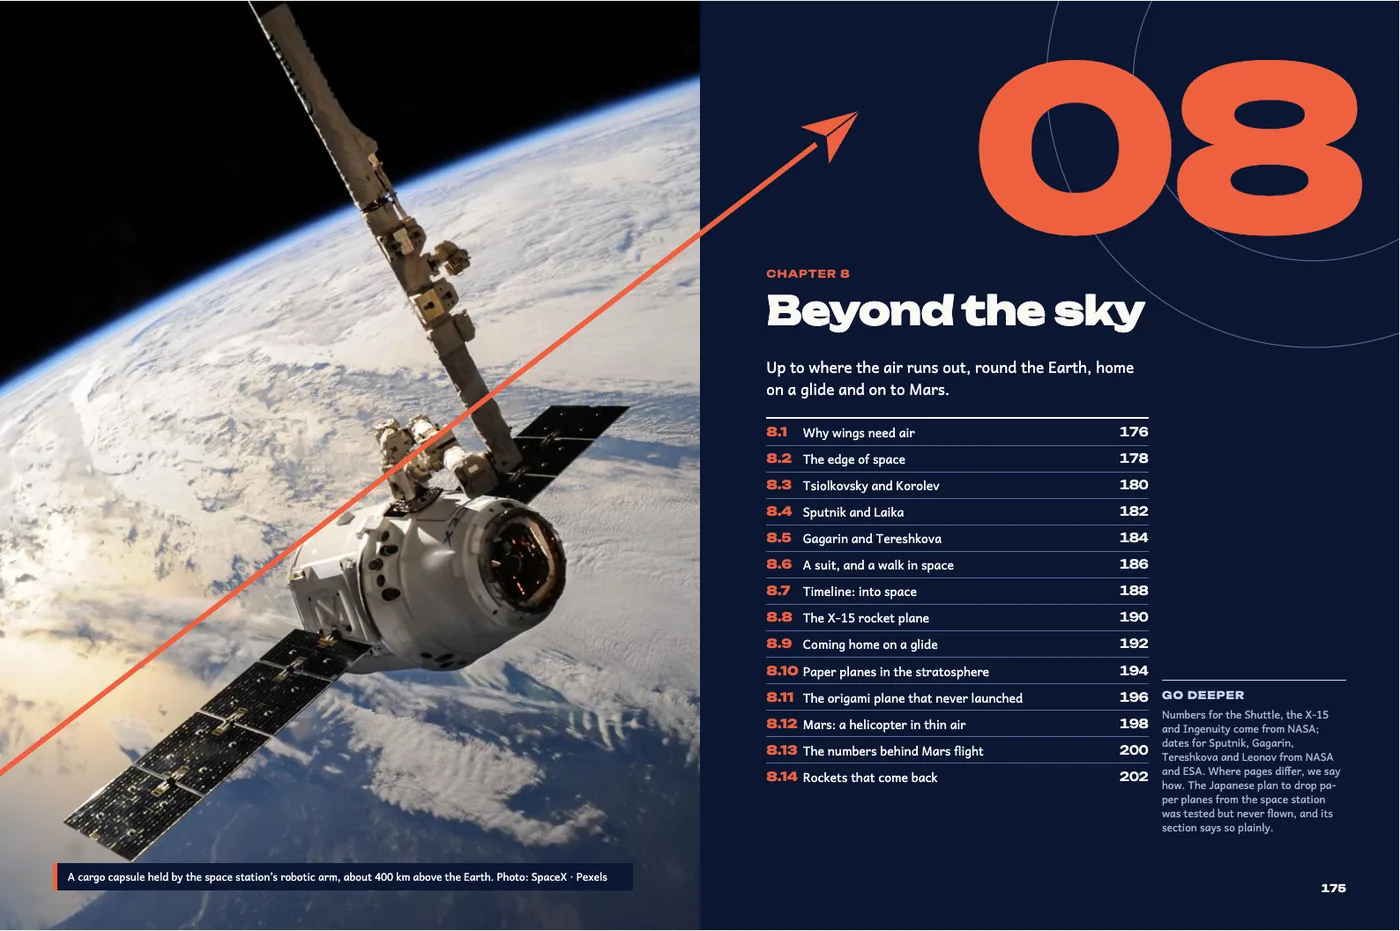 A cargo capsule held by the space station's robotic arm, about 400 km above the Earth. Photo: SpaceX · Pexels
08
CHAPTER 8
Beyond the sky
Up to where the air runs out, round the Earth, home
on a glide and on to Mars.
8.1 Why wings need air 176
8.2 The edge of space 178
8.3 Tsiolkovsky and Korolev 180
8.4 Sputnik and Laika 182
8.5 Gagarin and Tereshkova 184
8.6 A suit, and a walk in space 186
8.7 Timeline: into space 188
8.8 The X-15 rocket plane 190
8.9 Coming home on a glide 192
8.10 Paper planes in the stratosphere 194
8.11 The origami plane that never launched 196
8.12 Mars: a helicopter in thin air 198
8.13 The numbers behind Mars flight 200
8.14 Rockets that come back 202
GO DEEPER
Numbers for the Shuttle, the X-15
and Ingenuity come from NASA;
dates for Sputnik, Gagarin,
Tereshkova and Leonov from NASA
and ESA. Where pages differ, we say
how. The Japanese plan to drop pa-
per planes from the space station
was tested but never flown, and its
section says so plainly.
175